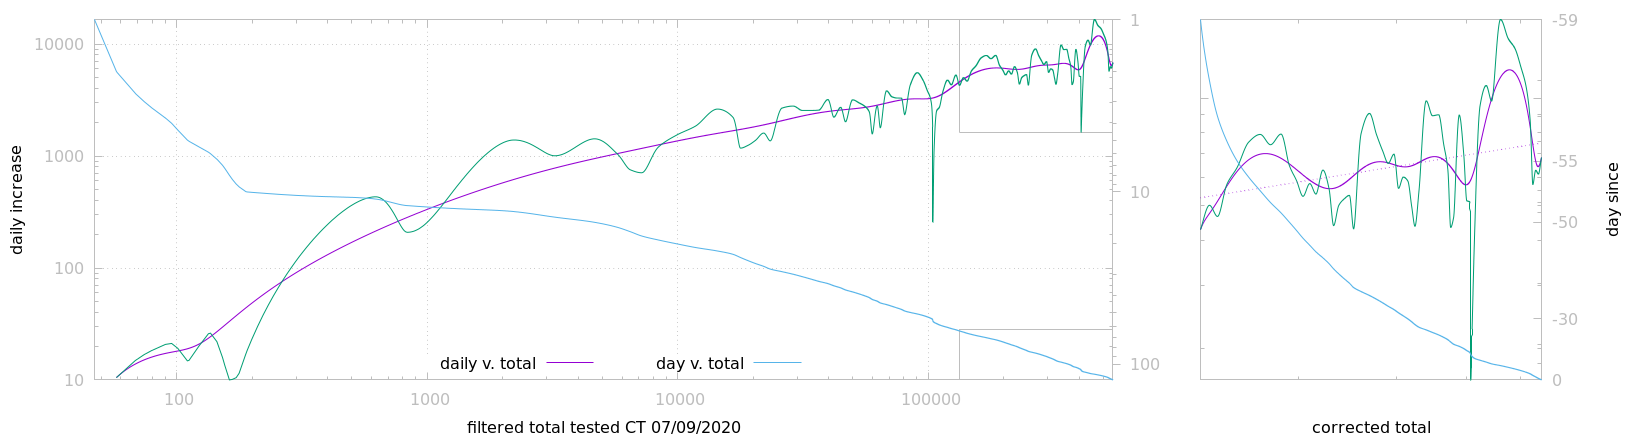 10000
1000
100
10
daily increase
100
1000
10000
100000
filtered total tested CT 07/09/2020
daily v. total
day v. total
1
10
100
-59
-55
-50
-30
0
day since
corrected total